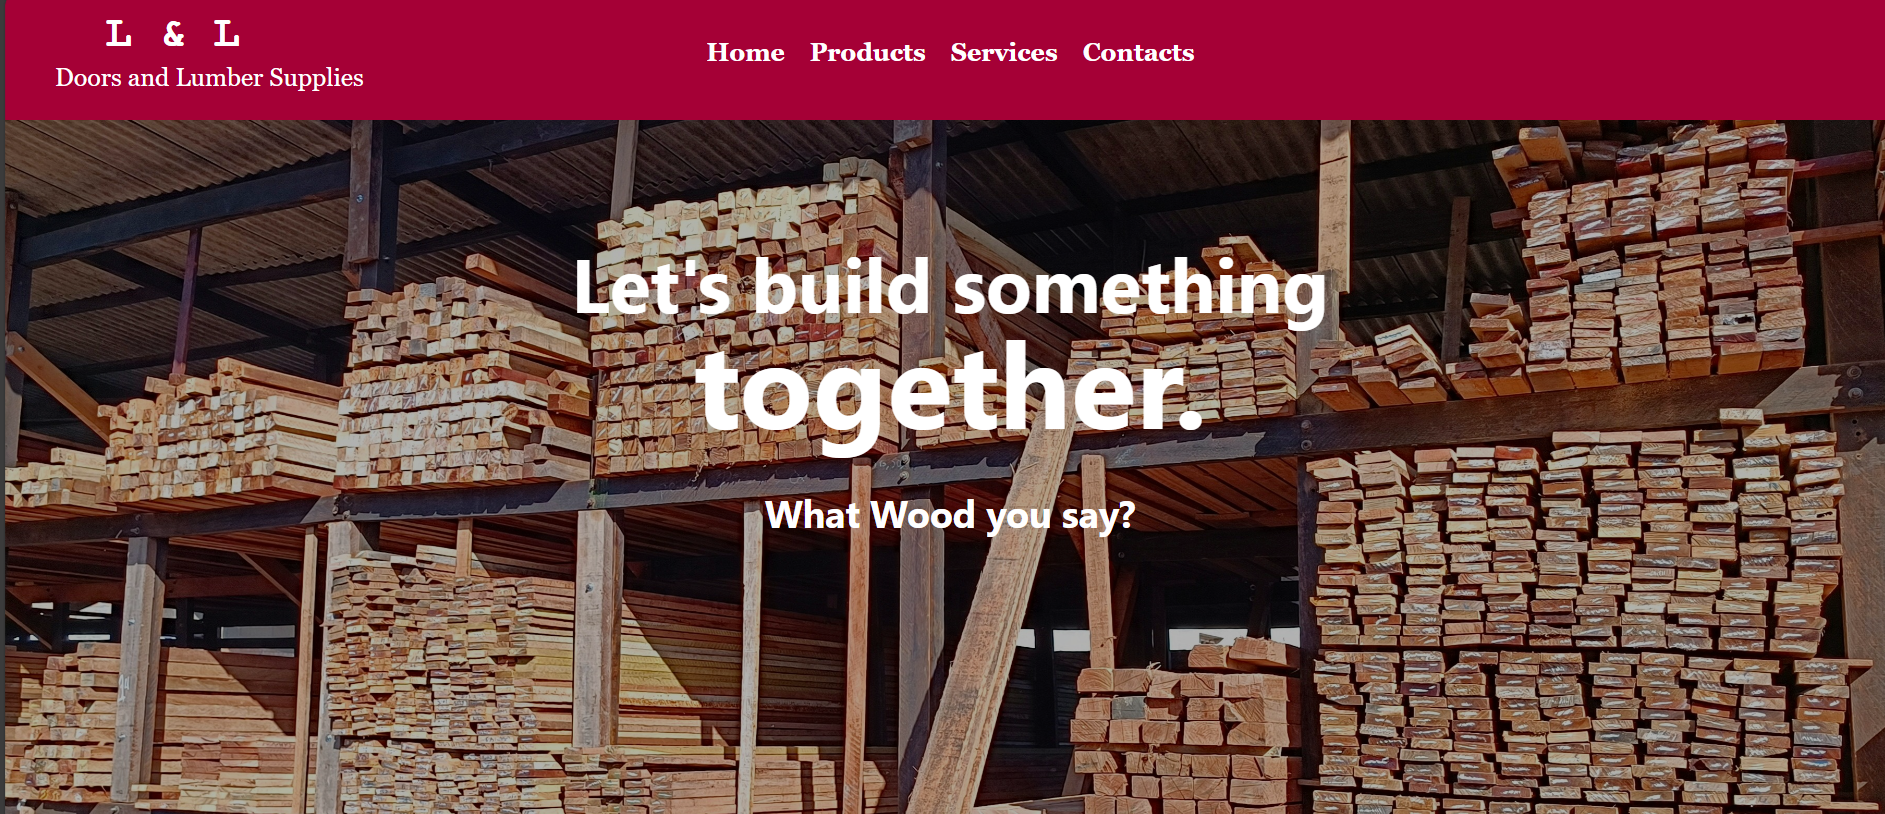 L & L
Doors and Lumber Supplies
Home Products Services Contacts
Let's build something
together.
What Wood you say?